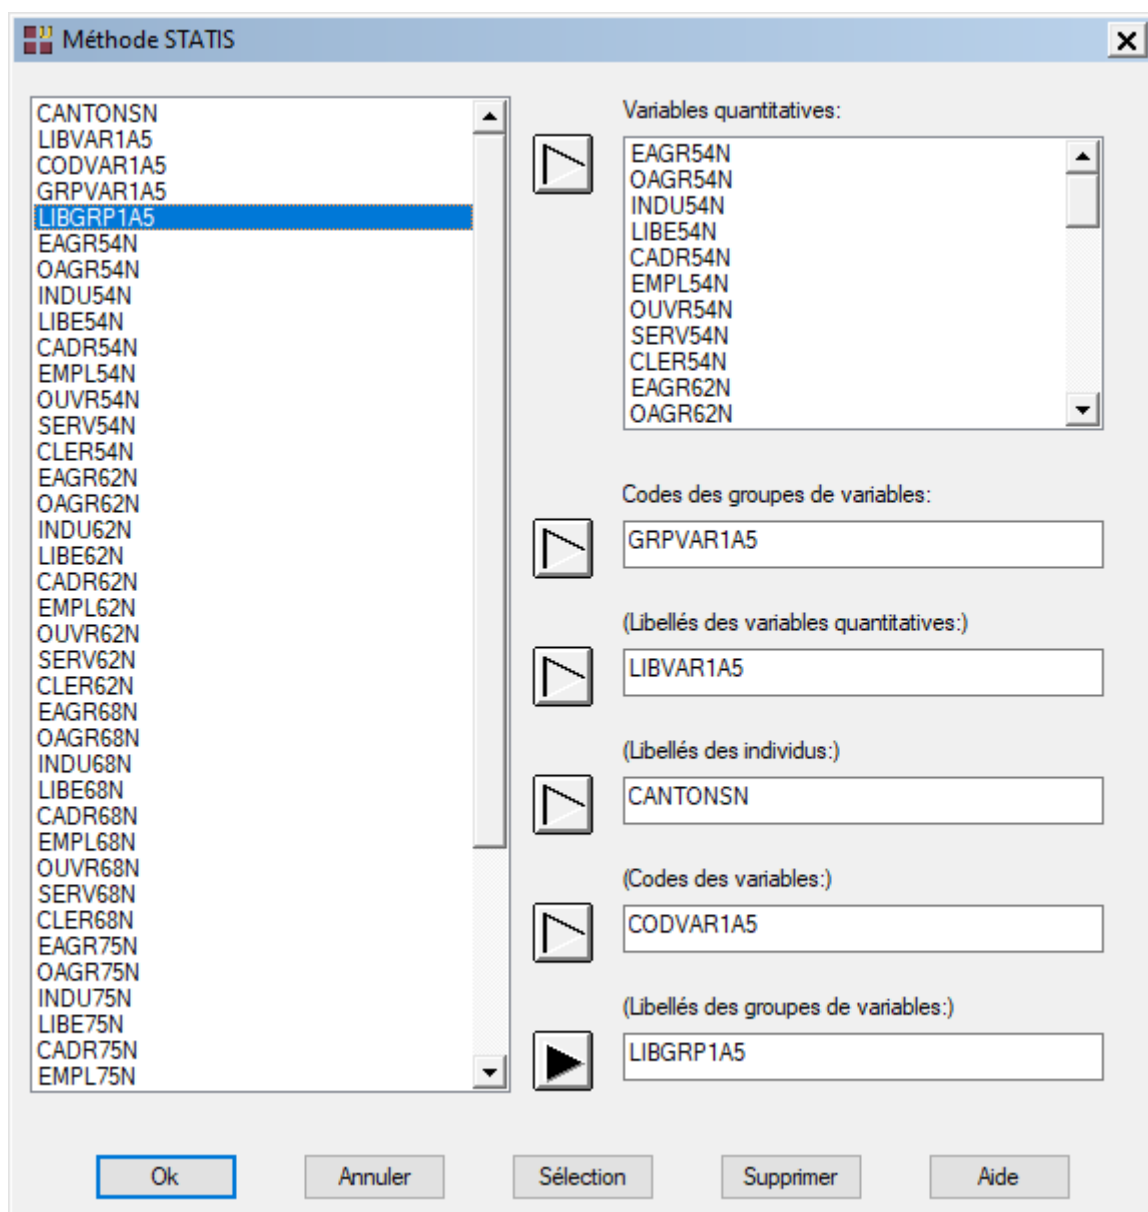 Méthode STATIS
CANTONSN
LIBVAR1A5
CODVAR1A5
GRPVAR1A5
LIBGRP1A5
EAGR54N
OAGR54N
INDU54N
LIBE54N
CADR54N
EMPL54N
OUVR54N
SERV54N
CLER54N
EAGR62N
OAGR62N
INDU62N
LIBE62N
CADR62N
EMPL62N
OUVR62N
SERV62N
CLER62N
EAGR68N
OAGR68N
INDU68N
LIBE68N
CADR68N
EMPL68N
OUVR68N
SERV68N
CLER68N
EAGR75N
OAGR75N
INDU75N
LIBE75N
CADR75N
EMPL75N
Variables quantitatives:
EAGR54N
OAGR54N
INDU54N
LIBE54N
CADR54N
EMPL54N
OUVR54N
SERV54N
CLER54N
EAGR62N
OAGR62N
Codes des groupes de variables:
GRPVAR1A5
(Libellés des variables quantitatives:)
LIBVAR1A5
(Libellés des individus:)
CANTONSN
(Codes des variables:)
CODVAR1A5
(Libellés des groupes de variables:)
LIBGRP1A5
Ok Annuler Sélection Supprimer Aide